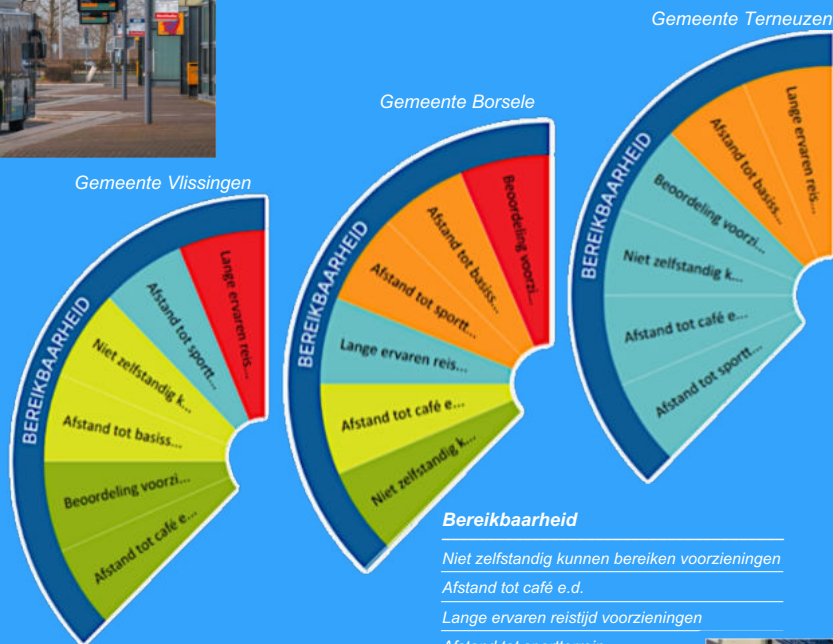 Gemeente Terneuzen
BEREIKBAARHEID
Lange ervaren reis...
Afstand tot basiss...
Beoordeling voorzi...
Niet zelfstandig k...
Afstand tot café e...
Afstand tot sportt...
Gemeente Borsele
BEREIKBAARHEID
Beoordeling voorzi...
Afstand tot basiss...
Afstand tot sportt...
Lange ervaren reis...
Afstand tot café e...
Niet zelfstandig k...
Gemeente Vlissingen
BEREIKBAARHEID
Lange ervaren reis...
Afstand tot sportt...
Niet zelfstandig k...
Afstand tot basiss...
Beoordeling voorzi...
Afstand tot café e...
Bereikbaarheid
Niet zelfstandig kunnen bereiken voorzieningen
Afstand tot café e.d.
Lange ervaren reistijd voorzieningen